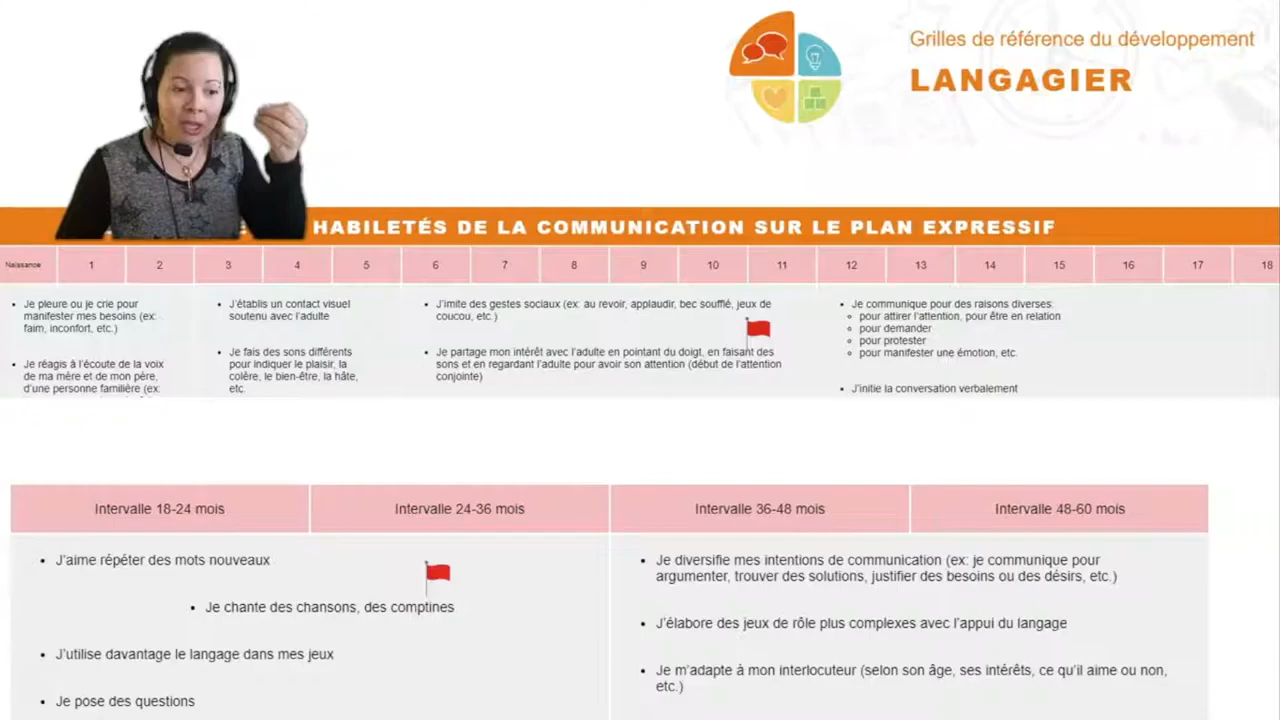 Grilles de référence du développement
LANGAGIER
HABILETÉS DE LA COMMUNICATION SUR LE PLAN EXPRESSIF
Naissance 1 2 3 4 5 6 7 8 9 10 11 12 13 14 15 16 17 18
• Je pleure ou je crie pour
manifester mes besoins (ex:
faim, inconfort, etc.)
• Je réagis à l'écoute de la voix
de ma mère et de mon père,
d'une personne familière (ex:
• J'établis un contact visuel
soutenu avec l'adulte
• Je fais des sons différents
pour indiquer le plaisir, la
colère, le bien-être, la hâte,
etc.
• J'imite des gestes sociaux (ex: au revoir, applaudir, bec soufflé, jeux de
coucou, etc.)
• Je partage mon intérêt avec l'adulte en pointant du doigt, en faisant des
sons et en regardant l'adulte pour avoir son attention (début de l'attention
conjointe)
• Je communique pour des raisons diverses:
pour attirer l'attention, pour être en relation
pour demander
pour protester
pour manifester une émotion, etc.
• J'initie la conversation verbalement
Intervalle 18-24 mois
Intervalle 24-36 mois
Intervalle 36-48 mois
Intervalle 48-60 mois
• J'aime répéter des mots nouveaux
• Je chante des chansons, des comptines
• J'utilise davantage le langage dans mes jeux
• Je pose des questions
• Je diversifie mes intentions de communication (ex: je communique pour
argumenter, trouver des solutions, justifier des besoins ou des désirs, etc.)
• J'élabore des jeux de rôle plus complexes avec l'appui du langage
• Je m'adapte à mon interlocuteur (selon son âge, ses intérêts, ce qu'il aime ou non,
etc.)